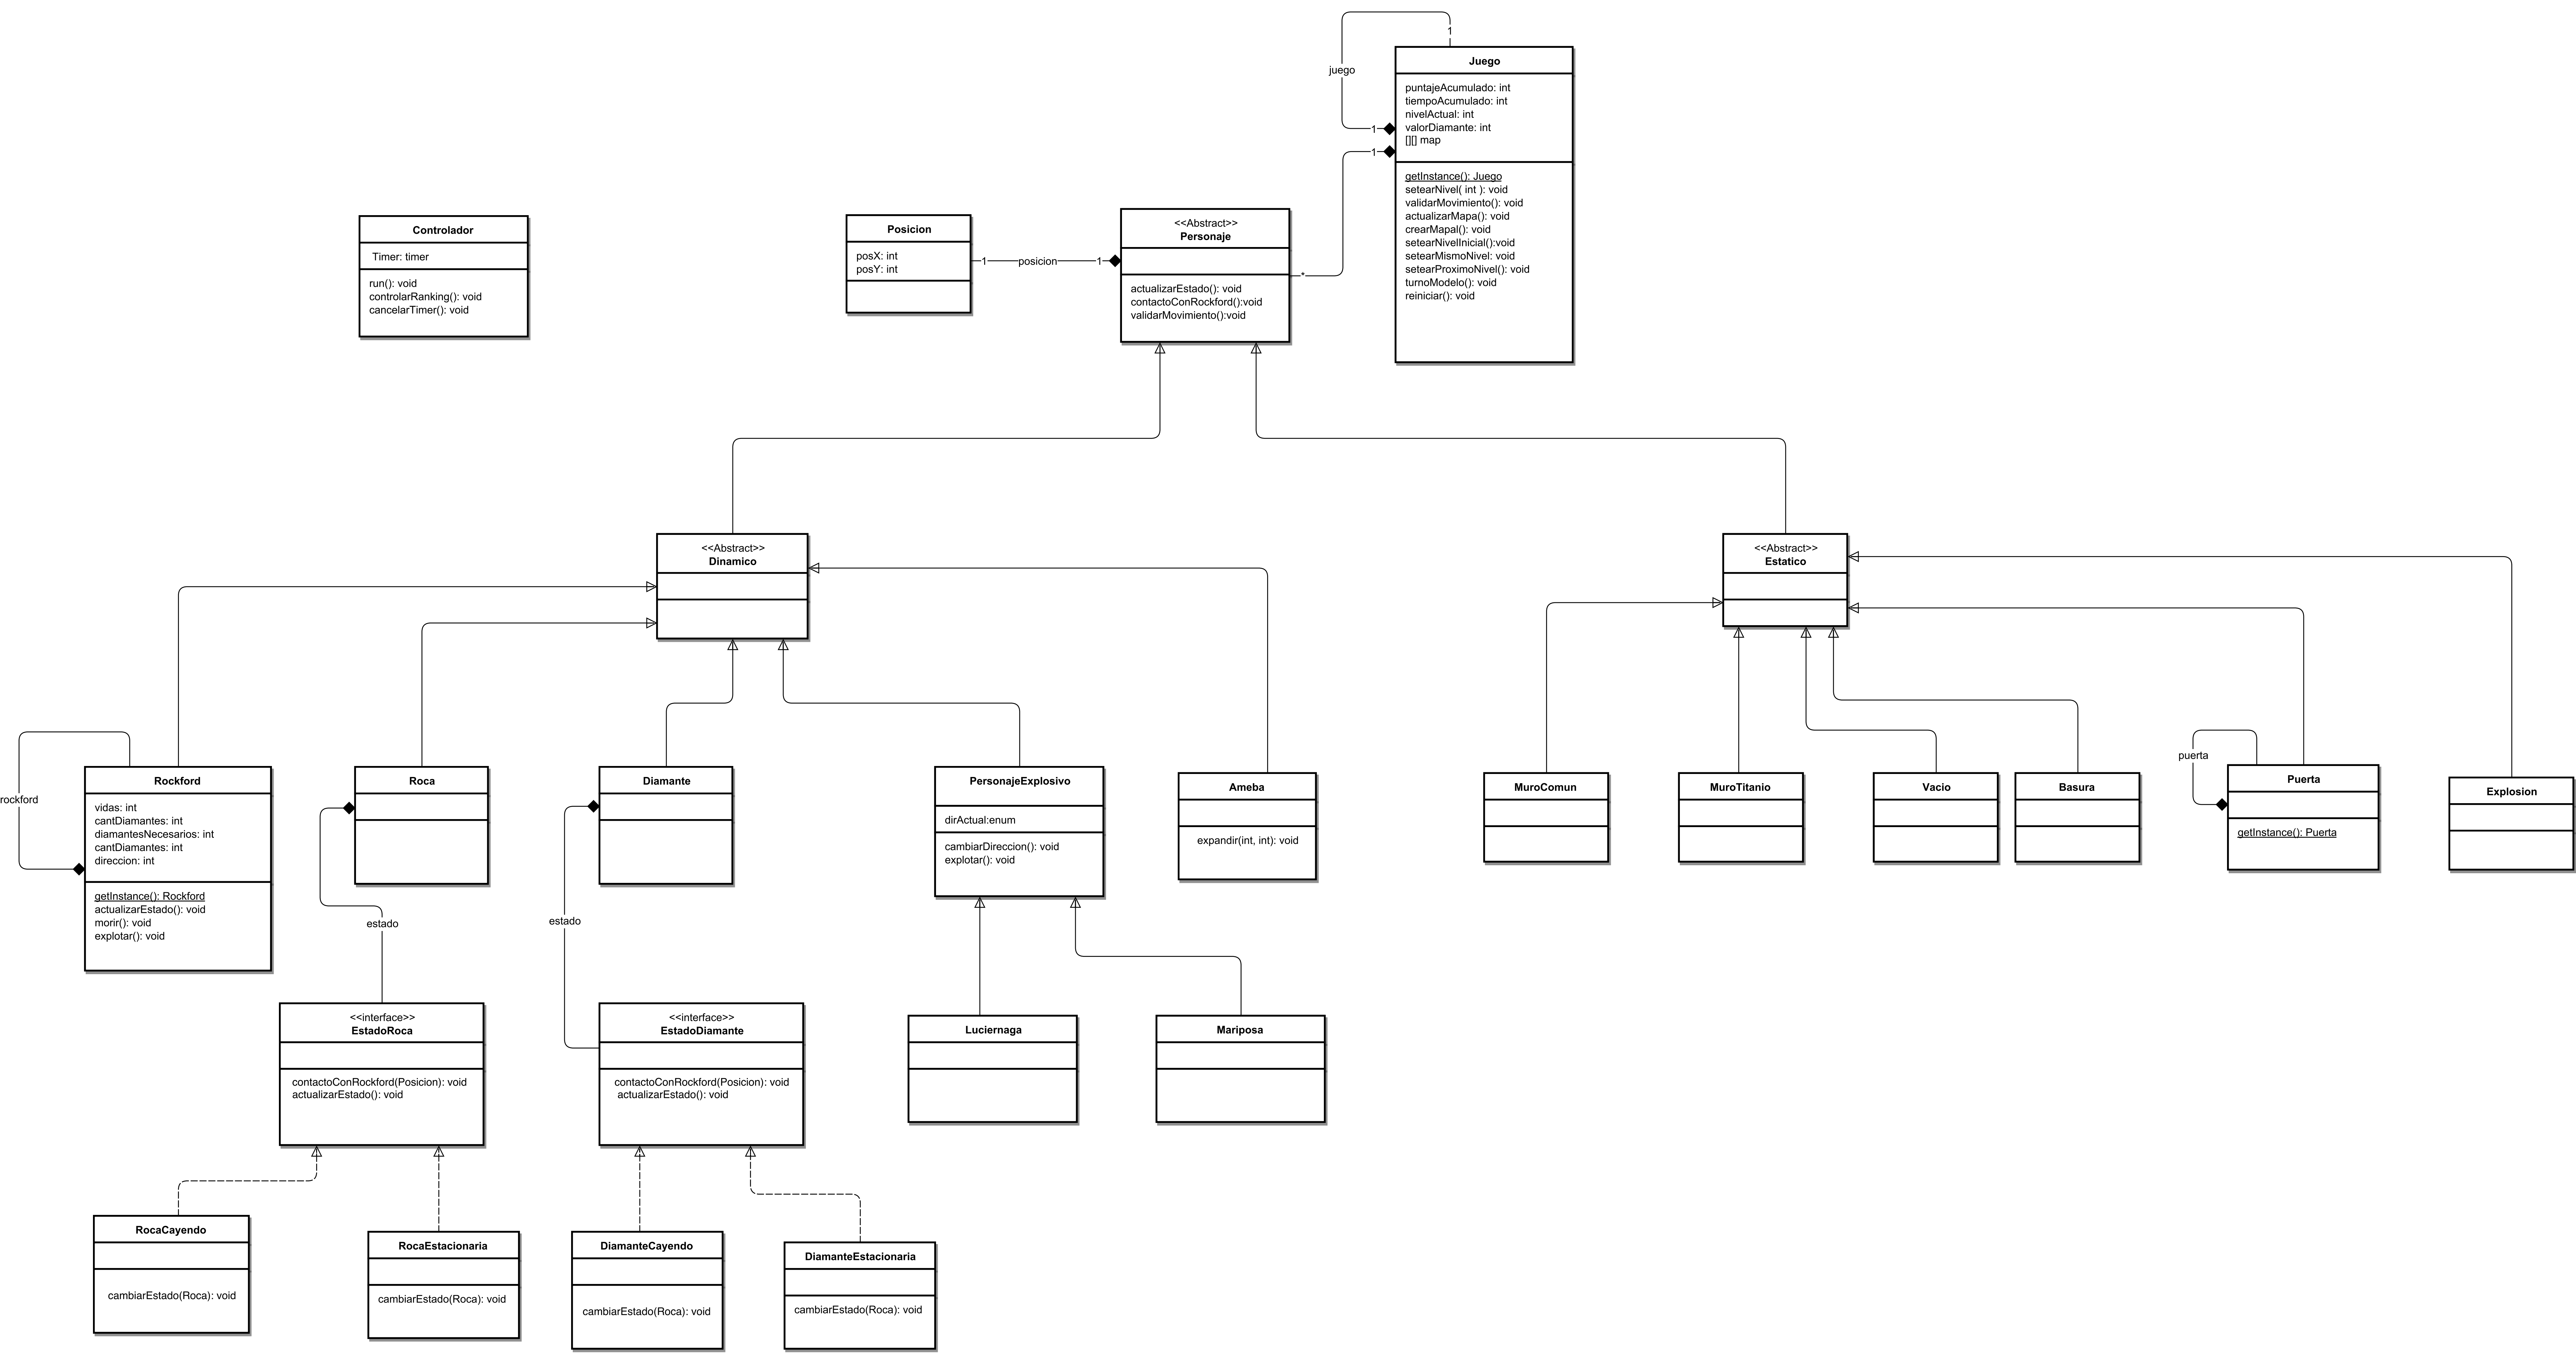 1
juego
Juego
puntajeAcumulado: int
tiempoAcumulado: int
nivelActual: int
valorDiamante: int
[][] map
1
1
getInstance(): Juego
setearNivel( int ): void
validarMovimiento(): void
actualizarMapa(): void
crearMapal(): void
setearNivelInicial():void
setearMismoNivel: void
setearProximoNivel(): void
turnoModelo(): void
reiniciar(): void
Controlador
Timer: timer
run(): void
controlarRanking(): void
cancelarTimer(): void
Posicion
posX: int
posY: int
1
posicion
1
<<Abstract>>
Personaje
actualizarEstado(): void
contactoConRockford():void
validarMovimiento():void
*
<<Abstract>>
Dinamico
<<Abstract>>
Estatico
rockford
Rockford
vidas: int
cantDiamantes: int
diamantesNecesarios: int
cantDiamantes: int
direccion: int
getInstance(): Rockford
actualizarEstado(): void
morir(): void
explotar(): void
Roca
estado
Diamante
estado
PersonajeExplosivo
dirActual:enum
cambiarDireccion(): void
explotar(): void
Ameba
expandir(int, int): void
MuroComun
MuroTitanio
Vacio
Basura
puerta
Puerta
getInstance(): Puerta
Explosion
<<interface>>
EstadoRoca
contactoConRockford(Posicion): void
actualizarEstado(): void
<<interface>>
EstadoDiamante
contactoConRockford(Posicion): void
actualizarEstado(): void
Luciernaga
Mariposa
RocaCayendo
cambiarEstado(Roca): void
RocaEstacionaria
cambiarEstado(Roca): void
DiamanteCayendo
cambiarEstado(Roca): void
DiamanteEstacionaria
cambiarEstado(Roca): void